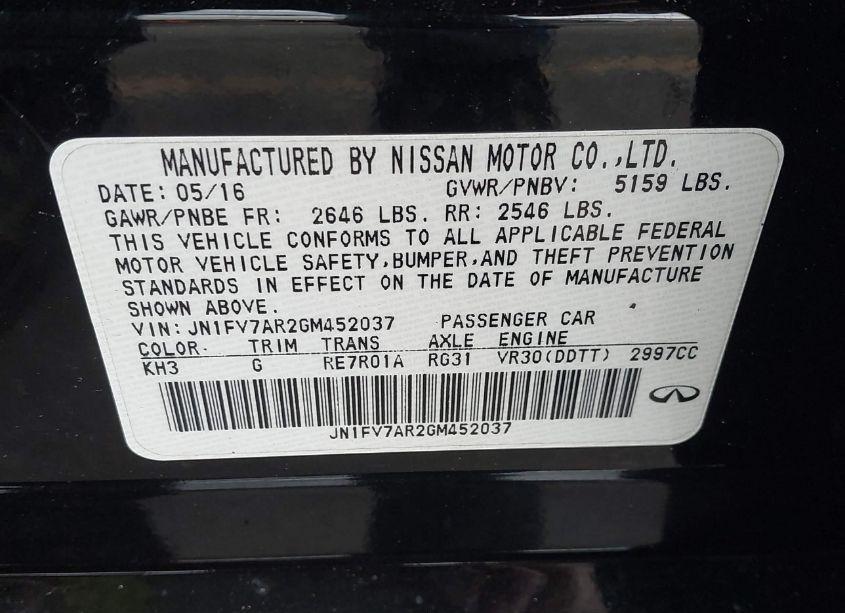 MANUFACTURED BY NISSAN MOTOR CO.,LTD.
DATE: 05/16 GVWR/PNBV: 5159 LBS.
GAWR/PNBE FR: 2646 LBS. RR: 2546 LBS.
THIS VEHICLE CONFORMS TO ALL APPLICABLE FEDERAL
MOTOR VEHICLE SAFETY,BUMPER,AND THEFT PREVENTION
STANDARDS IN EFFECT ON THE DATE OF MANUFACTURE
SHOWN ABOVE.
VIN: JN1FV7AR2GM452037 PASSENGER CAR
COLOR TRIM TRANS AXLE ENGINE
KH3 G RE7R01A RG31 VR30(DDTT) 2997CC
JN1FV7AR2GM452037